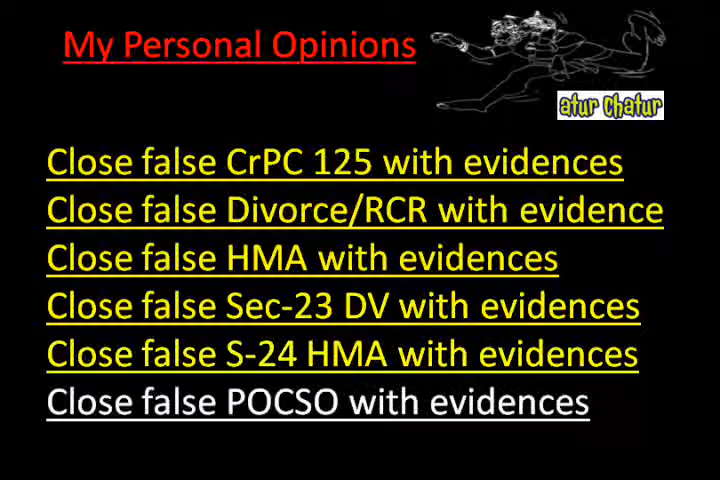 My Personal Opinions
atur Chatur
Close false CrPC 125 with evidences
Close false Divorce/RCR with evidence
Close false HMA with evidences
Close false Sec-23 DV with evidences
Close false S-24 HMA with evidences
Close false POCSO with evidences